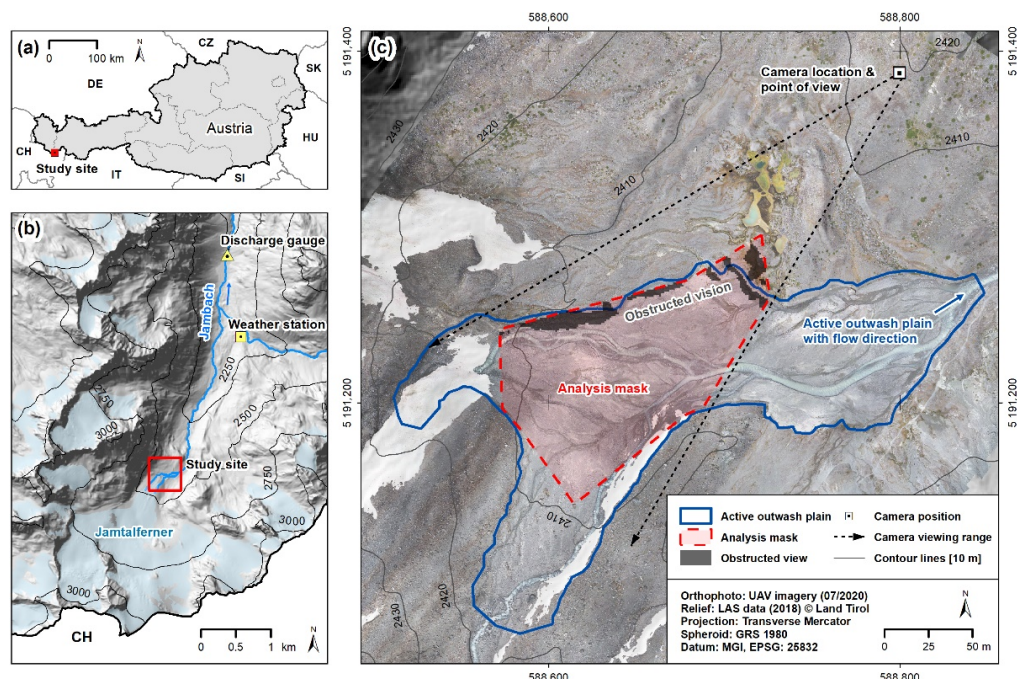 (a)
0 100 km
N
CZ
SK
DE
Austria
HU
CH
Study site
IT
SI
(b)
Discharge gauge
Jambach
Weather station
2250
2750
2500
3000
Study site
2750
Jamtalferner
3000
3000
CH
N
0 0.5 1 km
(c)
588,600
588,800
5 191,400
5 191,400
2420
Camera location &
point of view
2430
2420
2410
2410
Obstructed vision
Active outwash plain
with flow direction
Analysis mask
5 191,200
5 191,200
2410
2420
2430
Active outwash plain
Camera position
Analysis mask
Camera viewing range
Obstructed view
Contour lines [10 m]
Orthophoto: UAV imagery (07/2020)
Relief: LAS data (2018) © Land Tirol
Projection: Transverse Mercator
Spheroid: GRS 1980
Datum: MGI, EPSG: 25832
N
0 25 50 m
588,600
588,800